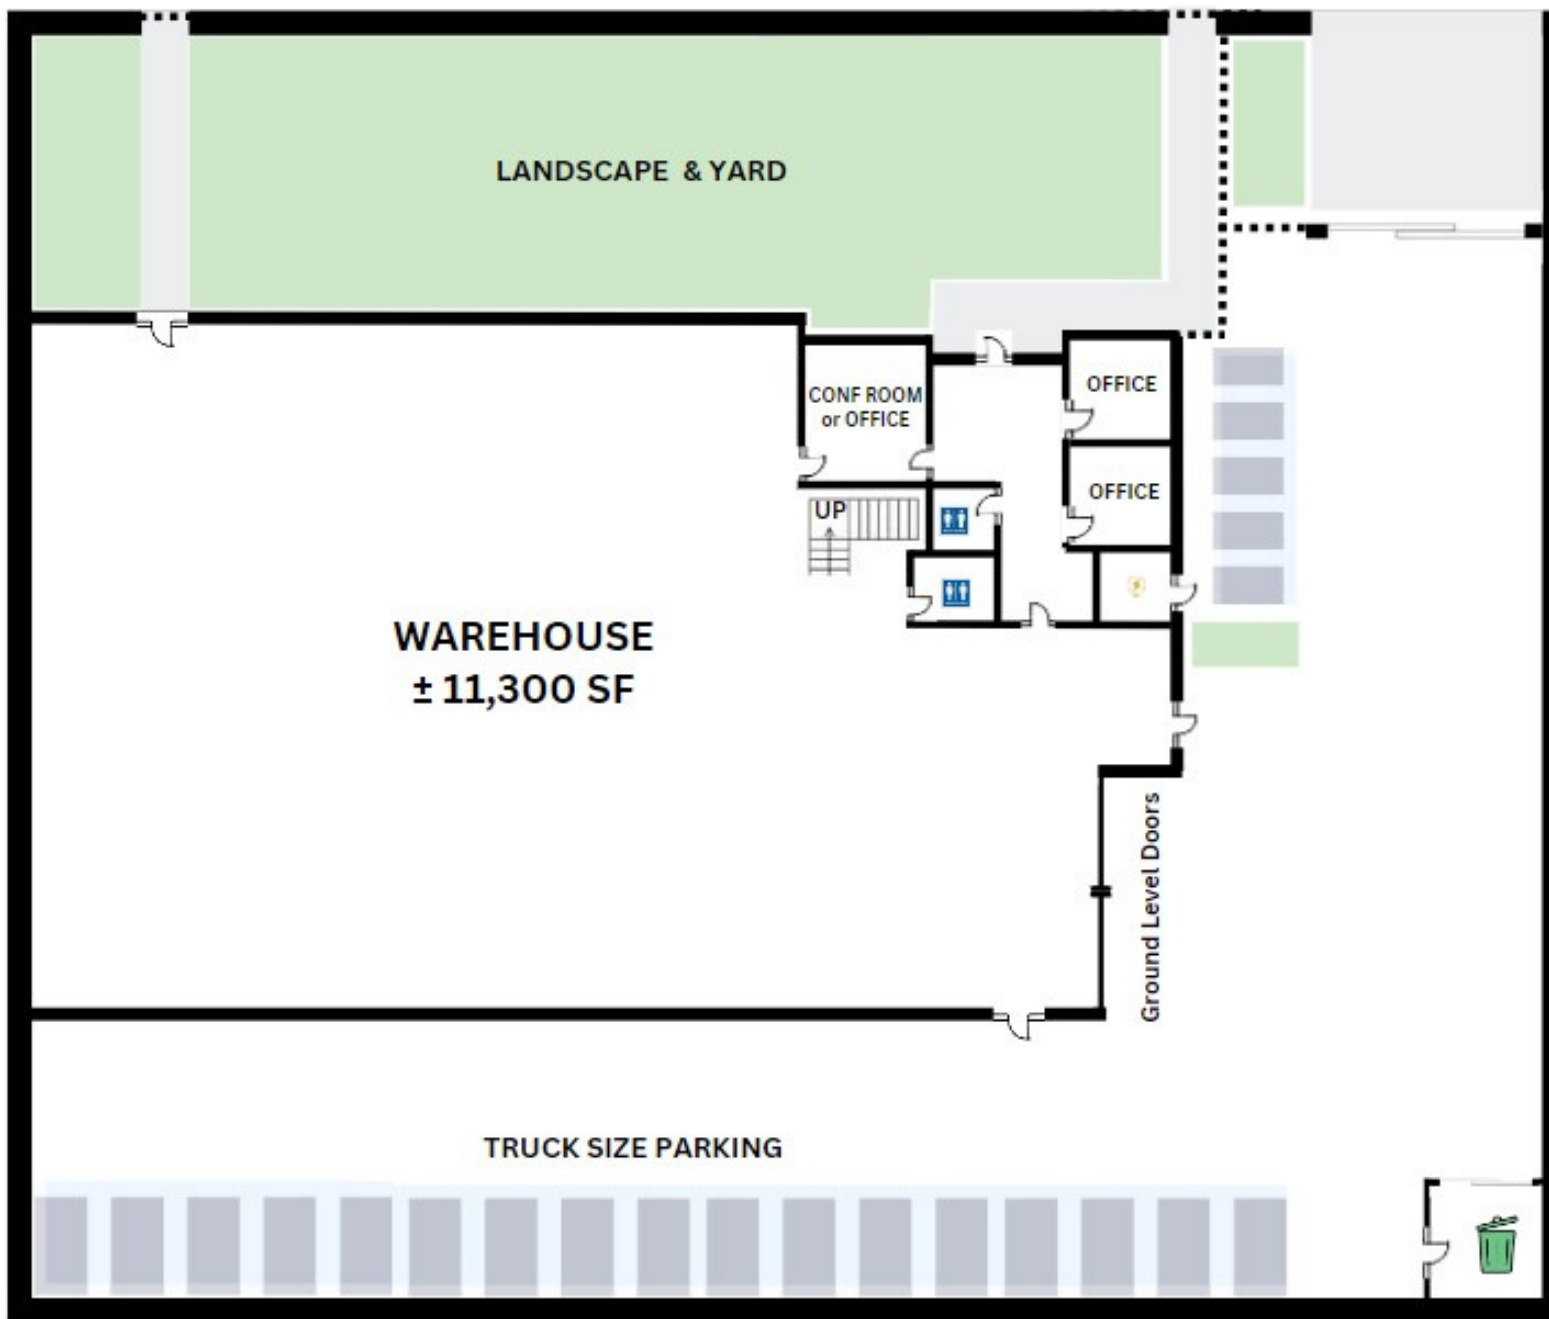 LANDSCAPE & YARD
CONF ROOM
or OFFICE
OFFICE
OFFICE
UP
WAREHOUSE
± 11,300 SF
Ground Level Doors
TRUCK SIZE PARKING